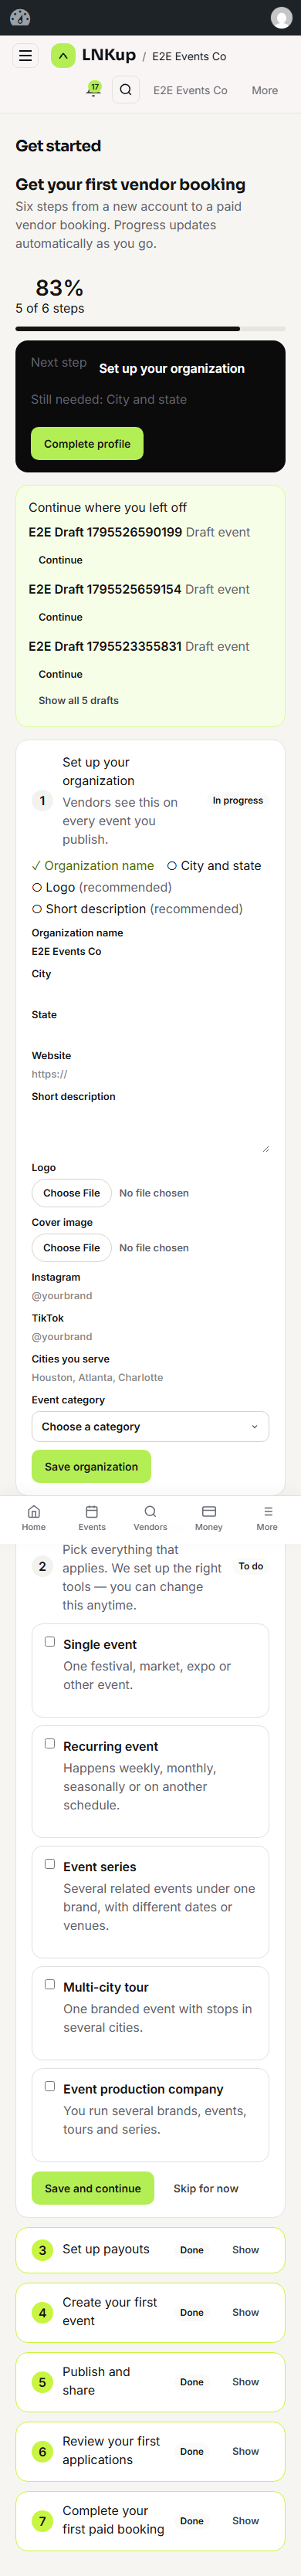 LNKup / E2E Events Co
17
E2E Events Co
More
Get started
Get your first vendor booking
Six steps from a new account to a paid
vendor booking. Progress updates
automatically as you go.
83%
5 of 6 steps
Next step Set up your organization
Still needed: City and state
Complete profile
Continue where you left off
E2E Draft 1795526590199 Draft event
Continue
E2E Draft 1795525659154 Draft event
Continue
E2E Draft 1795523355831 Draft event
Continue
Show all 5 drafts
1
Set up your
organization
Vendors see this on
every event you
publish.
In progress
✓ Organization name ○ City and state
○ Logo (recommended)
○ Short description (recommended)
Organization name
E2E Events Co
City
State
Website
https://
Short description
Logo
Choose File No file chosen
Cover image
Choose File No file chosen
Instagram
@yourbrand
TikTok
@yourbrand
Cities you serve
Houston, Atlanta, Charlotte
Event category
Choose a category
Save organization
Home Events Vendors Money More
2
Pick everything that
applies. We set up the right
tools — you can change
this anytime.
To do
Single event
One festival, market, expo or
other event.
Recurring event
Happens weekly, monthly,
seasonally or on another
schedule.
Event series
Several related events under one
brand, with different dates or
venues.
Multi-city tour
One branded event with stops in
several cities.
Event production company
You run several brands, events,
tours and series.
Save and continue Skip for now
3 Set up payouts Done Show
4 Create your first
event Done Show
5 Publish and
share Done Show
6 Review your first
applications Done Show
7 Complete your
first paid booking Done Show